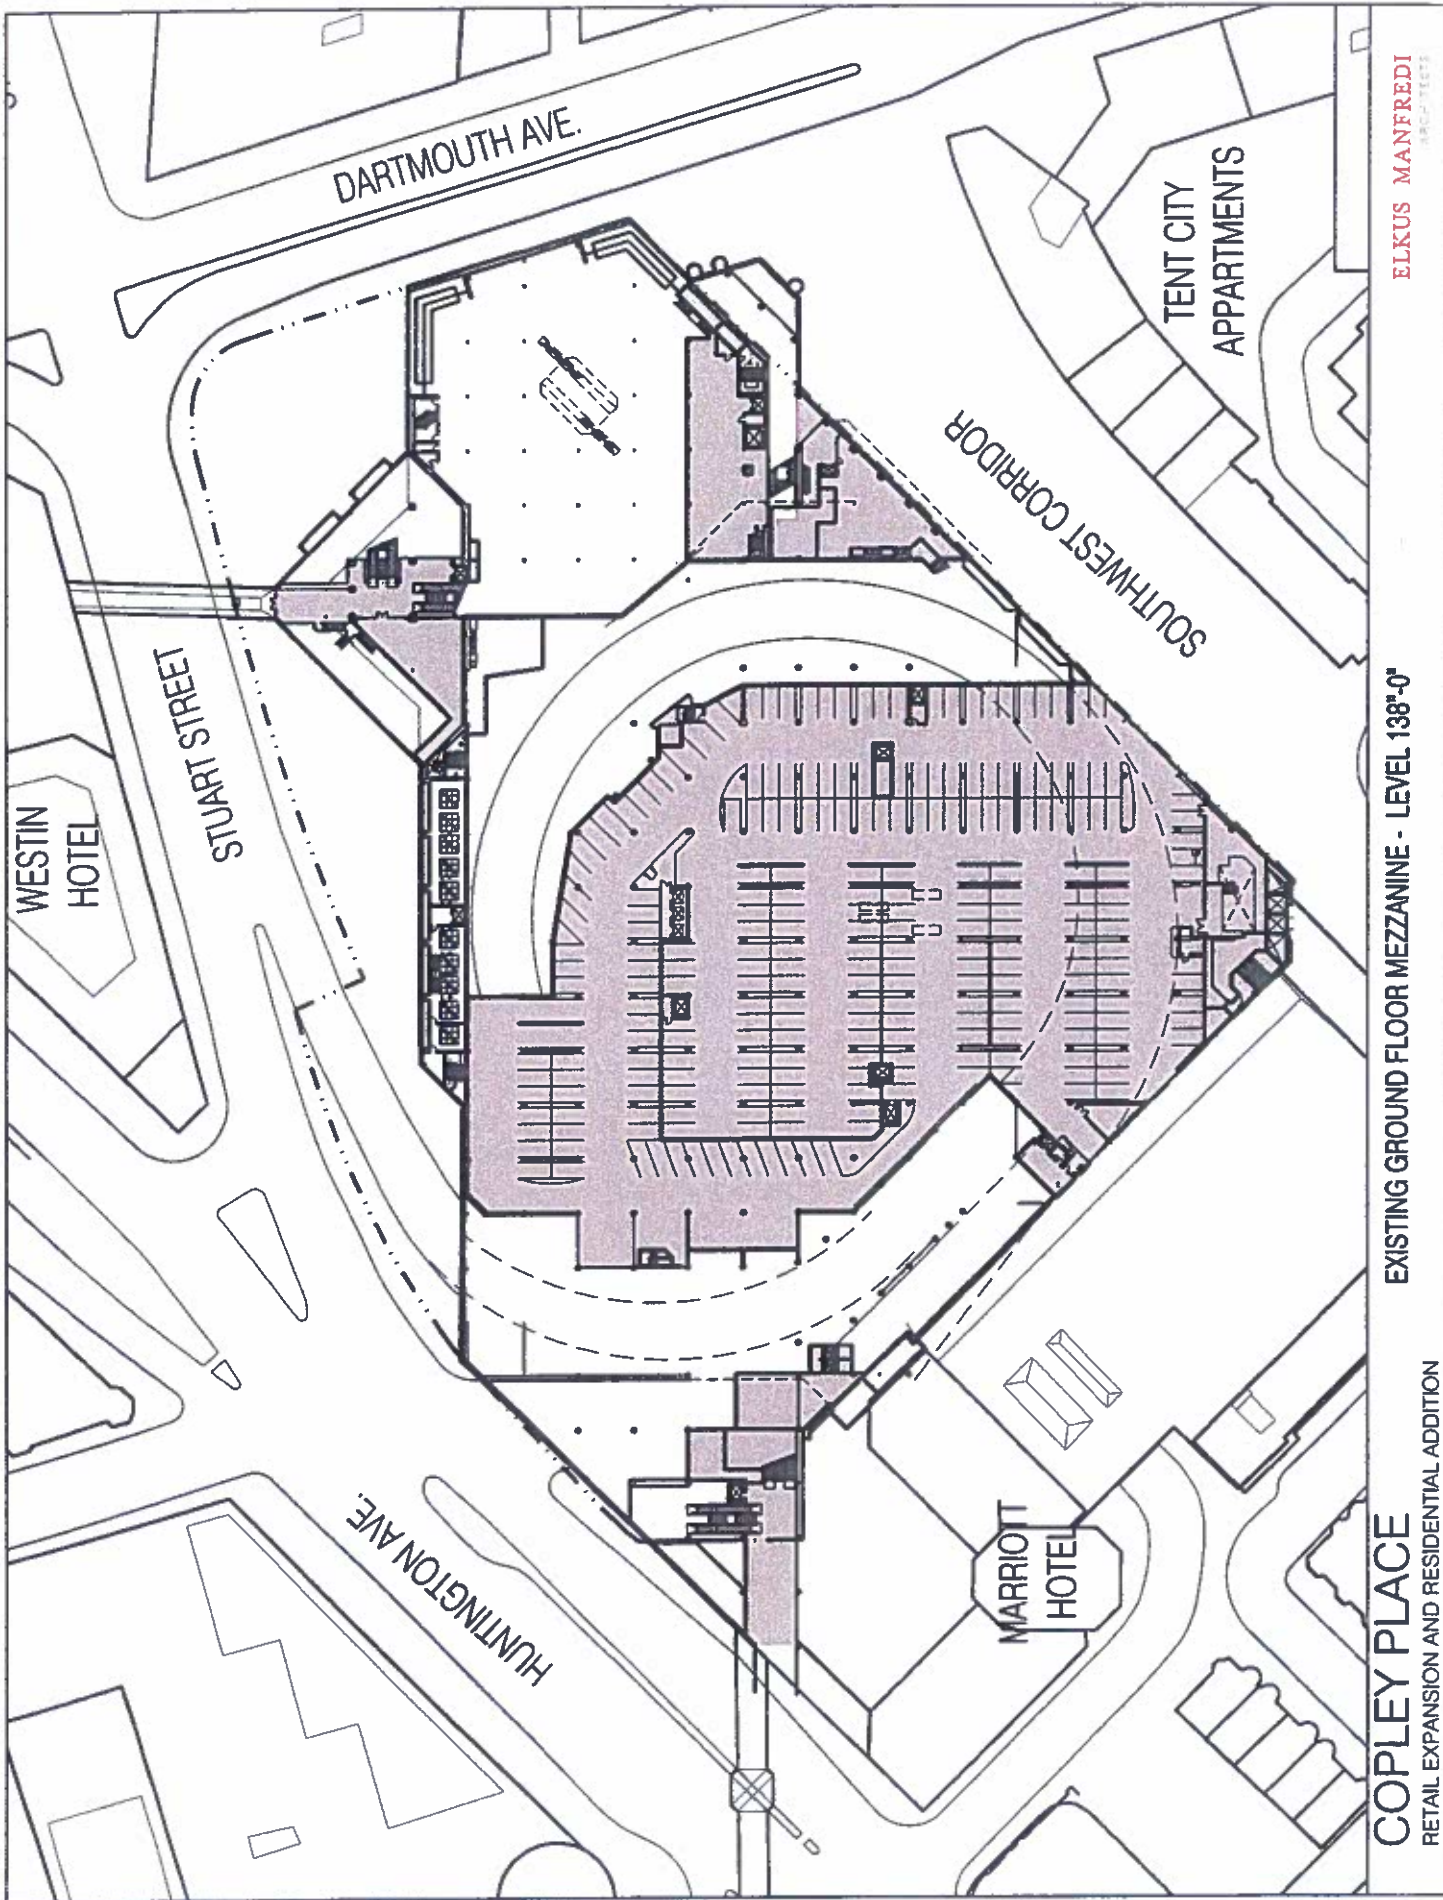 WESTIN
HOTEL
STUART STREET
DARTMOUTH AVE.
HUNTINGTON AVE.
SOUTHWEST CORRIDOR
TENT CITY
APPARTMENTS
MARRIOTT
HOTEL
COPLEY PLACE
RETAIL EXPANSION AND RESIDENTIAL ADDITION
EXISTING GROUND FLOOR MEZZANINE - LEVEL 138"-0"
ELKUS MANFREDI
ARCHITECTS